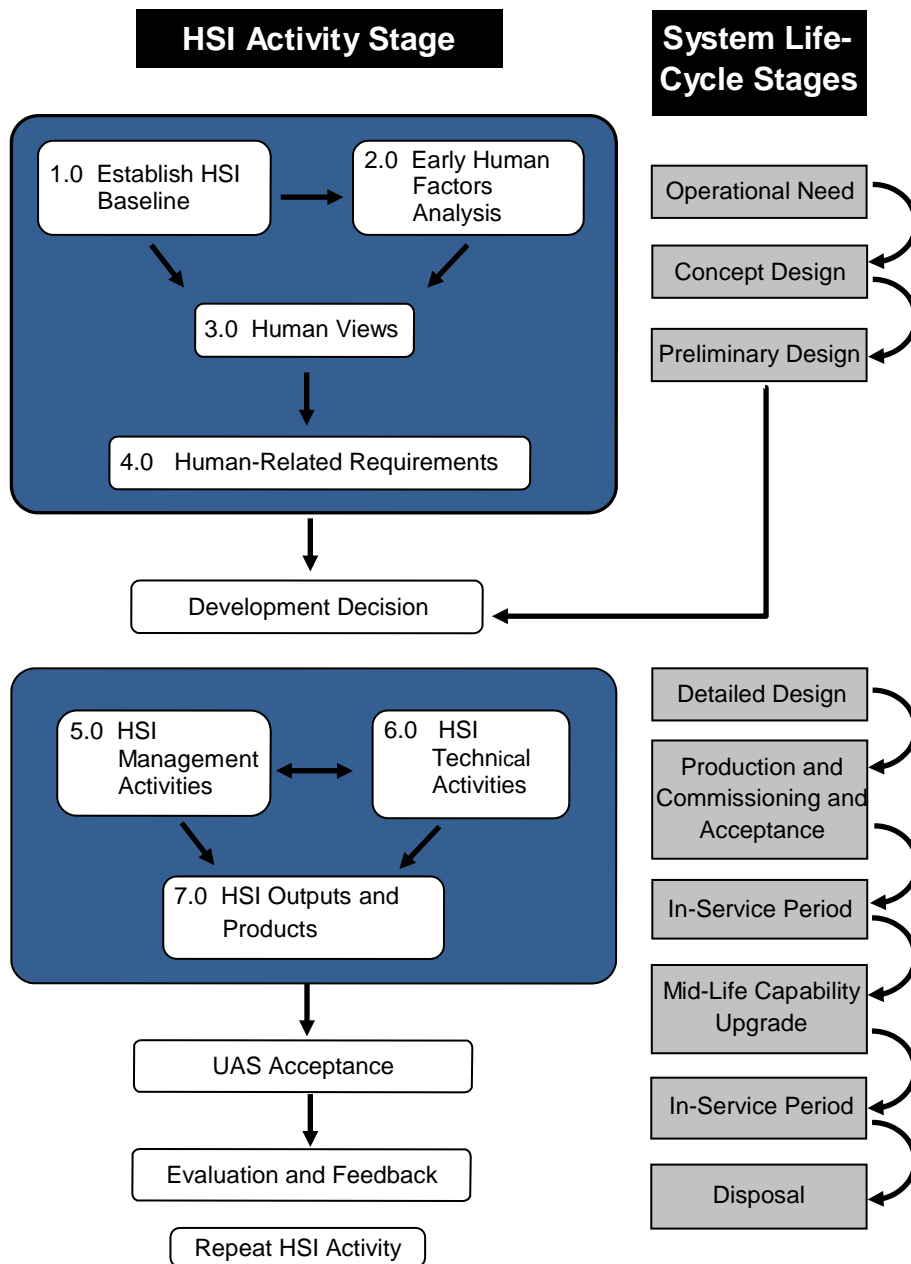 HSI Activity Stage
System Life-
Cycle Stages
1.0 Establish HSI
Baseline
2.0 Early Human
Factors
Analysis
3.0 Human Views
4.0 Human-Related Requirements
Development Decision
Operational Need
Concept Design
Preliminary Design
5.0 HSI
Management
Activities
6.0 HSI
Technical
Activities
7.0 HSI Outputs and
Products
UAS Acceptance
Evaluation and Feedback
Repeat HSI Activity
Detailed Design
Production and
Commissioning and
Acceptance
In-Service Period
Mid-Life Capability
Upgrade
In-Service Period
Disposal